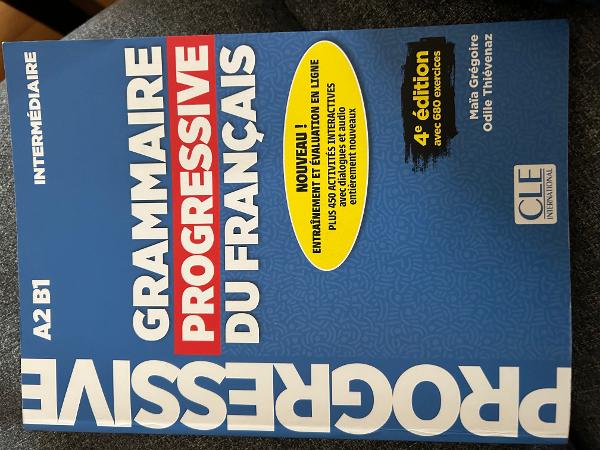 PROGRESSIVE
A2 B1
INTERMÉDIAIRE
GRAMMAIRE
PROGRESSIVE
DU FRANÇAIS
NOUVEAU !
ENTRAÎNEMENT ET ÉVALUATION EN LIGNE
PLUS 450 ACTIVITÉS INTERACTIVES
avec dialogues et audio
entièrement nouveaux
4e édition
avec 680 exercices
Maïa Grégoire
Odile Thiévenaz
CLE
INTERNATIONAL